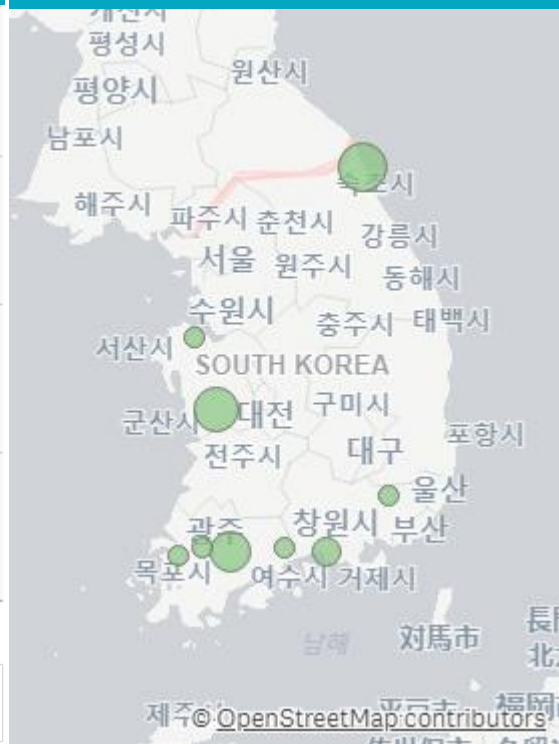 평성시
원산시
평양시
남포시
해주시
파주시 춘천시
강릉시
서울 원주시
동해시
수원시
충주시 태백시
서산시
SOUTH KOREA
군산시 대전 구미시
포항시
전주시 대구
울산
광주 창원시 부산
목포시 여수시 거제시
남해
対馬市
© OpenStreetMap contributors